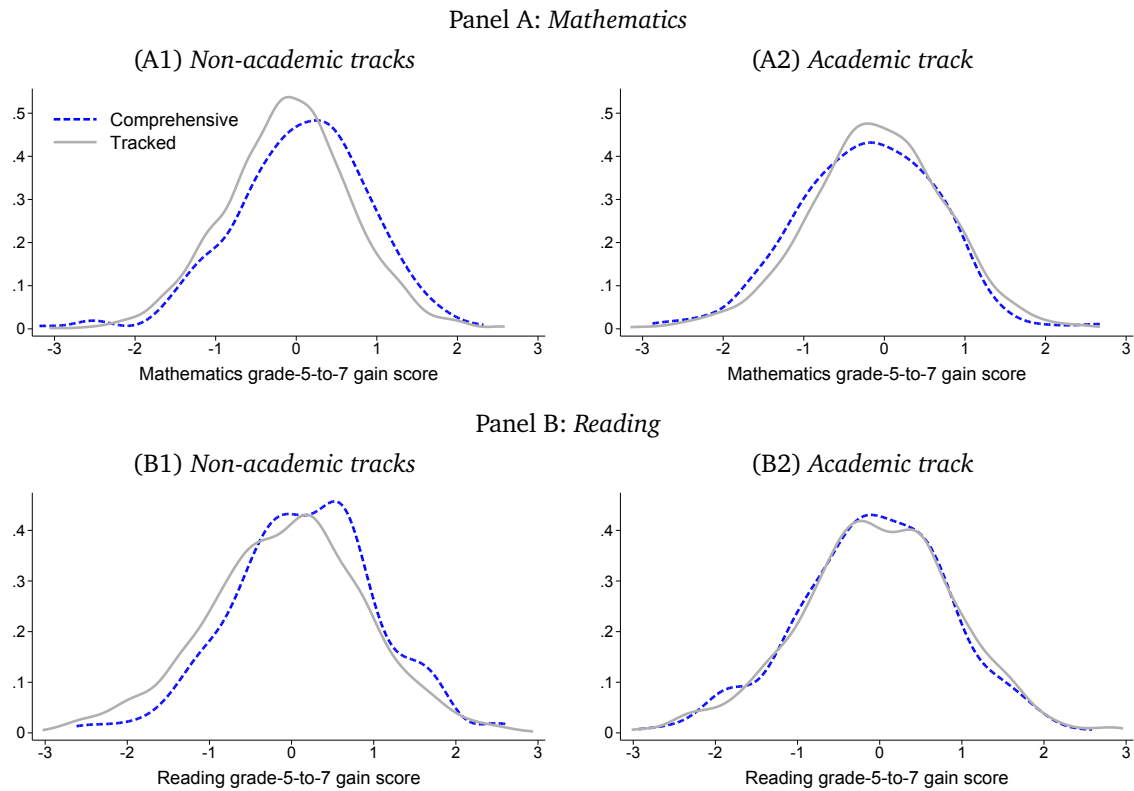 Panel A: Mathematics
(A1) Non-academic tracks
(A2) Academic track
.5
.4
.3
.2
.1
0
Comprehensive
Tracked
-3 -2 -1 0 1 2 3
Mathematics grade-5-to-7 gain score
.5
.4
.3
.2
.1
0
-3 -2 -1 0 1 2 3
Mathematics grade-5-to-7 gain score
Panel B: Reading
(B1) Non-academic tracks
(B2) Academic track
.4
.3
.2
.1
0
-3 -2 -1 0 1 2 3
Reading grade-5-to-7 gain score
.4
.3
.2
.1
0
-3 -2 -1 0 1 2 3
Reading grade-5-to-7 gain score